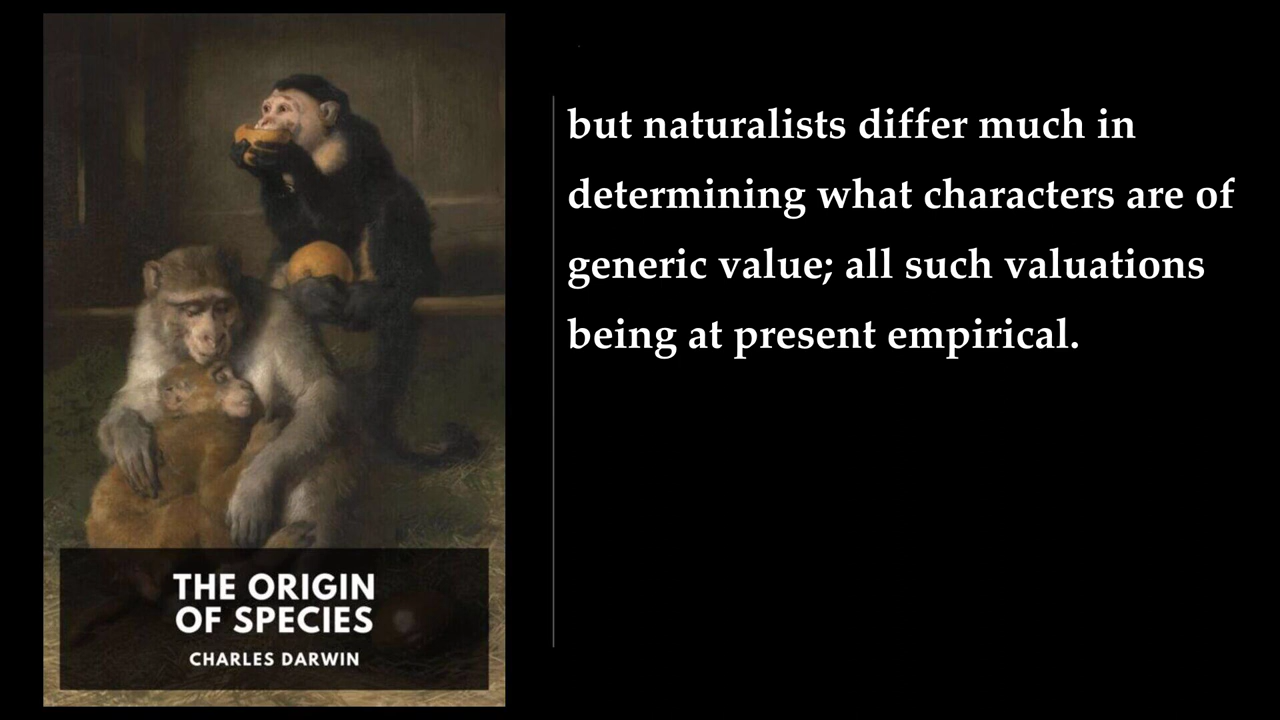 THE ORIGIN
OF SPECIES
CHARLES DARWIN
but naturalists differ much in
determining what characters are of
generic value; all such valuations
being at present empirical.